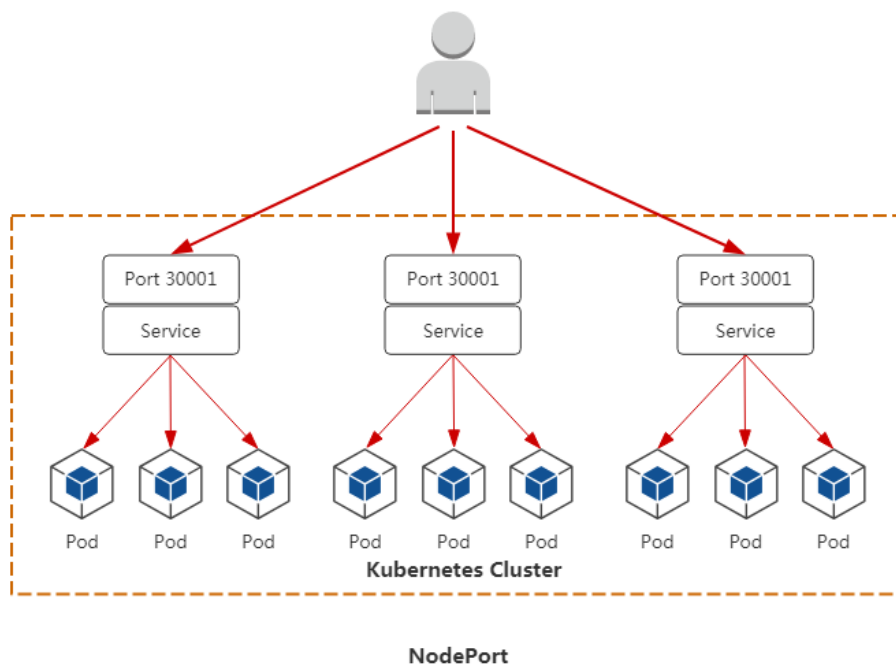 Port 30001
Port 30001
Port 30001
Service
Service
Service
Pod
Pod
Pod
Pod
Pod
Pod
Pod
Pod
Pod
Kubernetes Cluster
NodePort